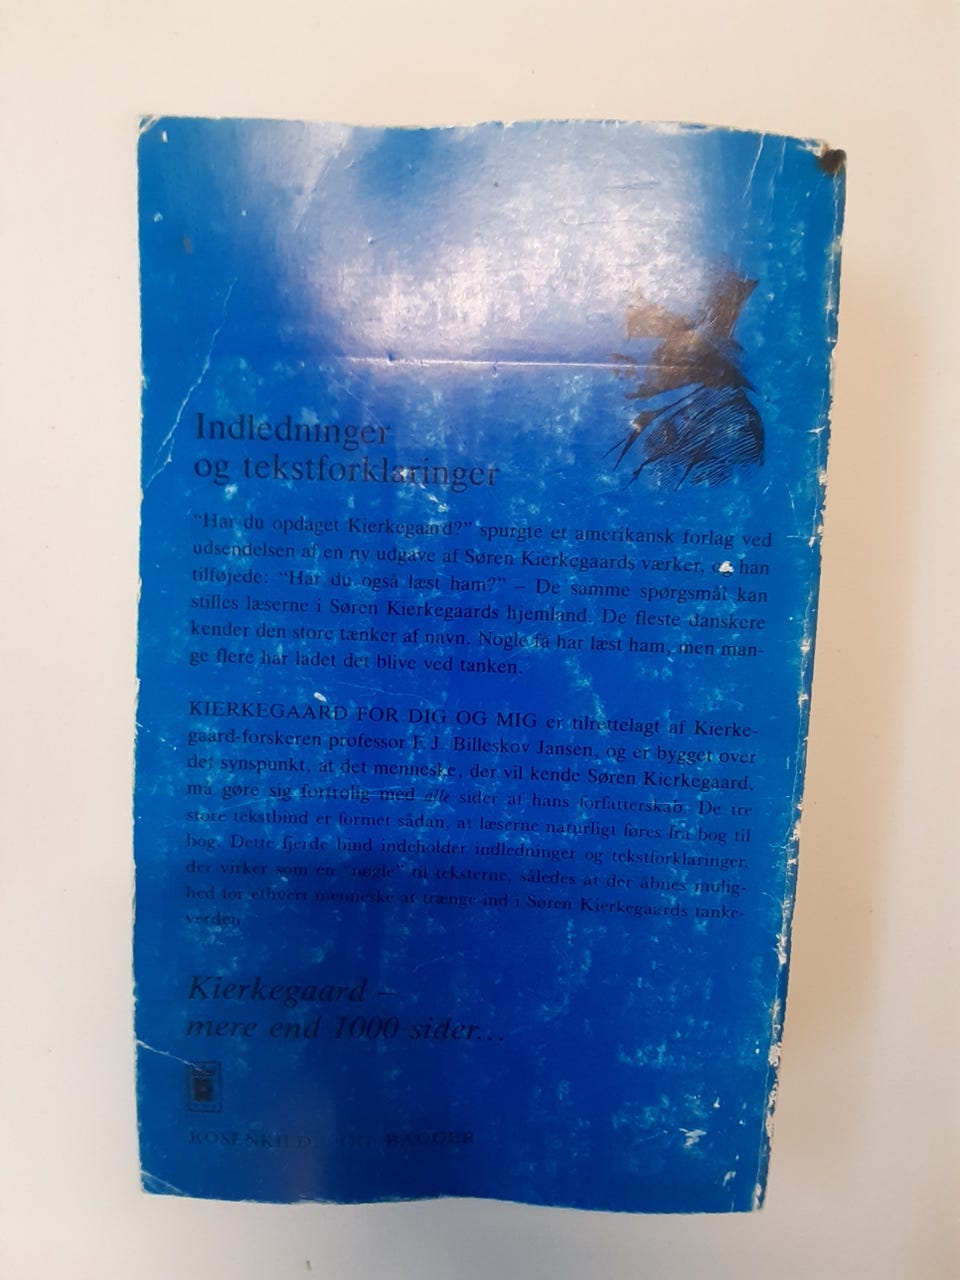 Indledninger
og tekstforklaringer
"Har du opdaget Kierkegaard?" spurgte et amerikansk forlag ved
udsendelsen af en ny udgave af Søren Kierkegaards værker, og han
tilføjede: "Har du også læst ham?" – De samme spørgsmål kan
stilles læserne i Søren Kierkegaards hjemland. De fleste danskere
kender den store tænker af navn. Nogle få har læst ham, men man-
ge flere har ladet det blive ved tanken.
KIERKEGAARD FOR DIG OG MIG er tilrettelagt af Kierke-
gaard-forskeren professor F. J. Billeskov Jansen, og er bygget over
det synspunkt, at det menneske, der vil kende Søren Kierkegaard,
må gøre sig fortrolig med alle sider af hans forfatterskab. De tre
store tekstbind er formet sådan, at læserne naturligt føres fra bog til
bog. Dette fjerde bind indeholder indledninger og tekstforklaringer,
der virker som en "nøgle" til teksterne, således at der åbnes mulig-
hed for ethvert menneske at trænge ind i Søren Kierkegaards tanke-
verden.
Kierkegaard –
mere end 1000 sider...
ROSENKILDE OG BAGGER